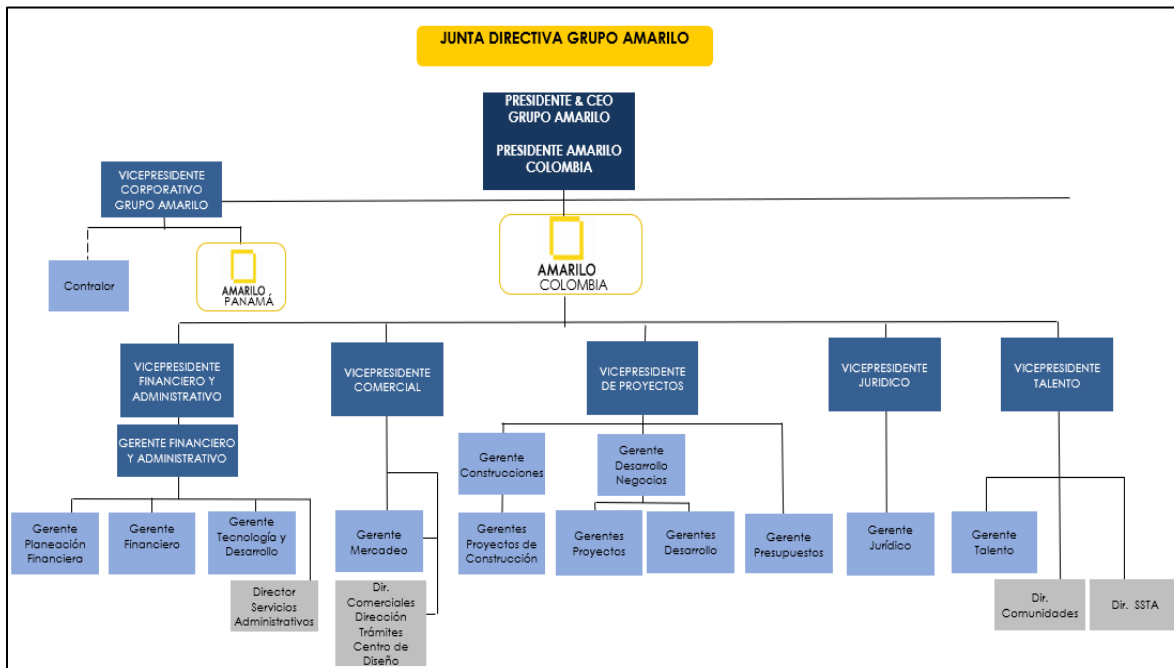 JUNTA DIRECTIVA GRUPO AMARILO
PRESIDENTE & CEO
GRUPO AMARILO
PRESIDENTE AMARILO
COLOMBIA
VICEPRESIDENTE
CORPORATIVO
GRUPO AMARILO
Contralor
AMARILO
PANAMÁ
AMARILO
COLOMBIA
VICEPRESIDENTE
FINANCIERO Y
ADMINISTRATIVO
VICEPRESIDENTE
COMERCIAL
VICEPRESIDENTE
DE PROYECTOS
VICEPRESIDENTE
JURIDICO
VICEPRESIDENTE
TALENTO
GERENTE FINANCIERO
Y ADMINISTRATIVO
Gerente
Construcciones
Gerente
Desarrollo
Negocios
Gerente
Planeación
Financiera
Gerente
Financiero
Gerente
Tecnología y
Desarrollo
Gerente
Mercadeo
Gerentes
Proyectos de
Construcción
Gerentes
Proyectos
Gerentes
Desarrollo
Gerente
Presupuestos
Gerente
Jurídico
Gerente
Talento
Director
Servicios
Administrativos
Dir.
Comerciales
Dirección
Trámites
Centro de
Diseño
Dir.
Comunidades
Dir. SSTA